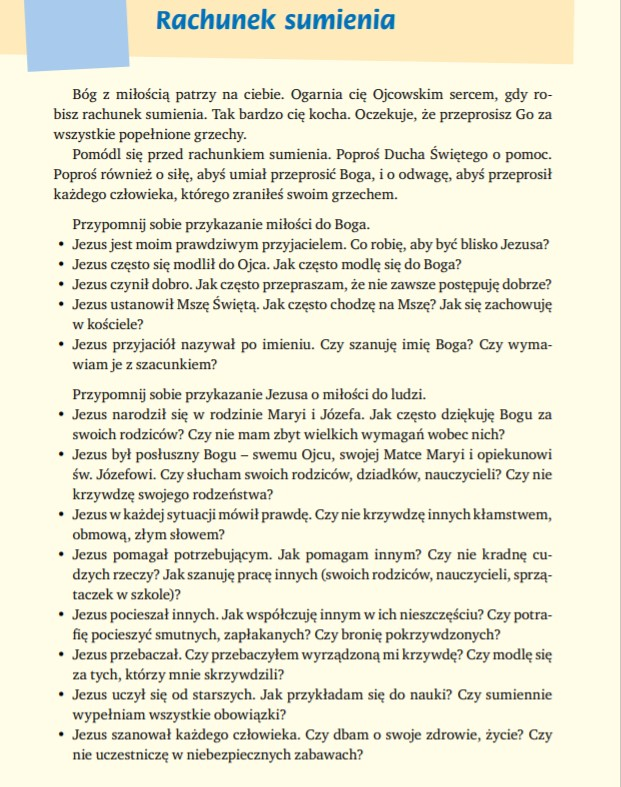 Rachunek sumienia
Bóg z miłością patrzy na ciebie. Ogarnia cię Ojcowskim sercem, gdy ro-
bisz rachunek sumienia. Tak bardzo cię kocha. Oczekuje, że przeprosisz Go za
wszystkie popełnione grzechy.
Pomódl się przed rachunkiem sumienia. Poproś Ducha Świętego o pomoc.
Poproś również o siłę, abyś umiał przeprosić Boga, i o odwagę, abyś przeprosił
każdego człowieka, którego zraniłeś swoim grzechem.
Przypomnij sobie przykazanie miłości do Boga.
• Jezus jest moim prawdziwym przyjacielem. Co robię, aby być blisko Jezusa?
• Jezus często się modlił do Ojca. Jak często modlę się do Boga?
• Jezus czynił dobro. Jak często przepraszam, że nie zawsze postępuję dobrze?
• Jezus ustanowił Mszę Świętą. Jak często chodzę na Mszę? Jak się zachowuję
w kościele?
• Jezus przyjaciół nazywał po imieniu. Czy szanuję imię Boga? Czy wyma-
wiam je z szacunkiem?
Przypomnij sobie przykazanie Jezusa o miłości do ludzi.
• Jezus narodził się w rodzinie Maryi i Józefa. Jak często dziękuję Bogu za
swoich rodziców? Czy nie mam zbyt wielkich wymagań wobec nich?
• Jezus był posłuszny Bogu – swemu Ojcu, swojej Matce Maryi i opiekunowi
św. Józefowi. Czy słucham swoich rodziców, dziadków, nauczycieli? Czy nie
krzywdzę swojego rodzeństwa?
• Jezus w każdej sytuacji mówił prawdę. Czy nie krzywdzę innych kłamstwem,
obmową, złym słowem?
• Jezus pomagał potrzebującym. Jak pomagam innym? Czy nie kradnę cu-
dzych rzeczy? Jak szanuję pracę innych (swoich rodziców, nauczycieli, sprzą-
taczek w szkole)?
• Jezus pocieszał innych. Jak współczuję innym w ich nieszczęściu? Czy potra-
fię pocieszyć smutnych, zapłakanych? Czy bronię pokrzywdzonych?
• Jezus przebaczał. Czy przebaczyłem wyrządzoną mi krzywdę? Czy modlę się
za tych, którzy mnie skrzywdzili?
• Jezus uczył się od starszych. Jak przykładam się do nauki? Czy sumiennie
wypełniam wszystkie obowiązki?
• Jezus szanował każdego człowieka. Czy dbam o swoje zdrowie, życie? Czy
nie uczestniczę w niebezpiecznych zabawach?